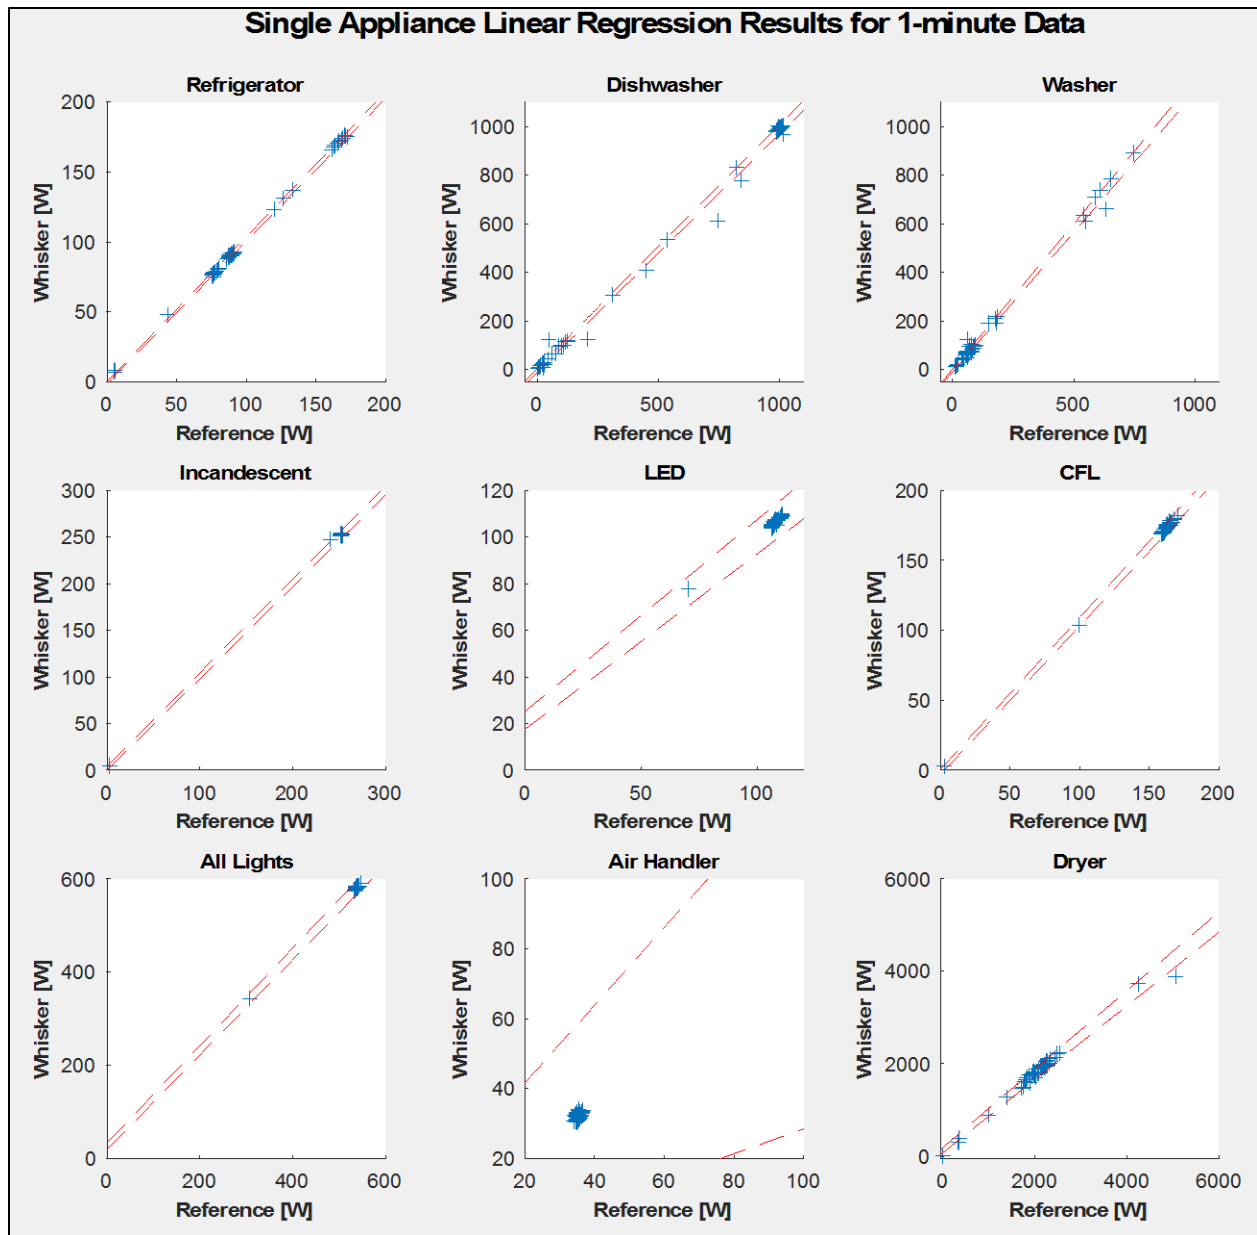 Single Appliance Linear Regression Results for 1-minute Data
Refrigerator
200
150
100
50
0
0 50 100 150 200
Whisker [W]
Reference [W]
Dishwasher
1000
800
600
400
200
0
0 500 1000
Whisker [W]
Reference [W]
Washer
1000
800
600
400
200
0
0 500 1000
Whisker [W]
Reference [W]
Incandescent
300
250
200
150
100
50
0
0 100 200 300
Whisker [W]
Reference [W]
LED
120
100
80
60
40
20
0
0 50 100
Whisker [W]
Reference [W]
CFL
200
150
100
50
0
0 50 100 150 200
Whisker [W]
Reference [W]
All Lights
600
400
200
0
0 200 400 600
Whisker [W]
Reference [W]
Air Handler
100
80
60
40
20
20 40 60 80 100
Whisker [W]
Reference [W]
Dryer
6000
4000
2000
0
0 2000 4000 6000
Whisker [W]
Reference [W]